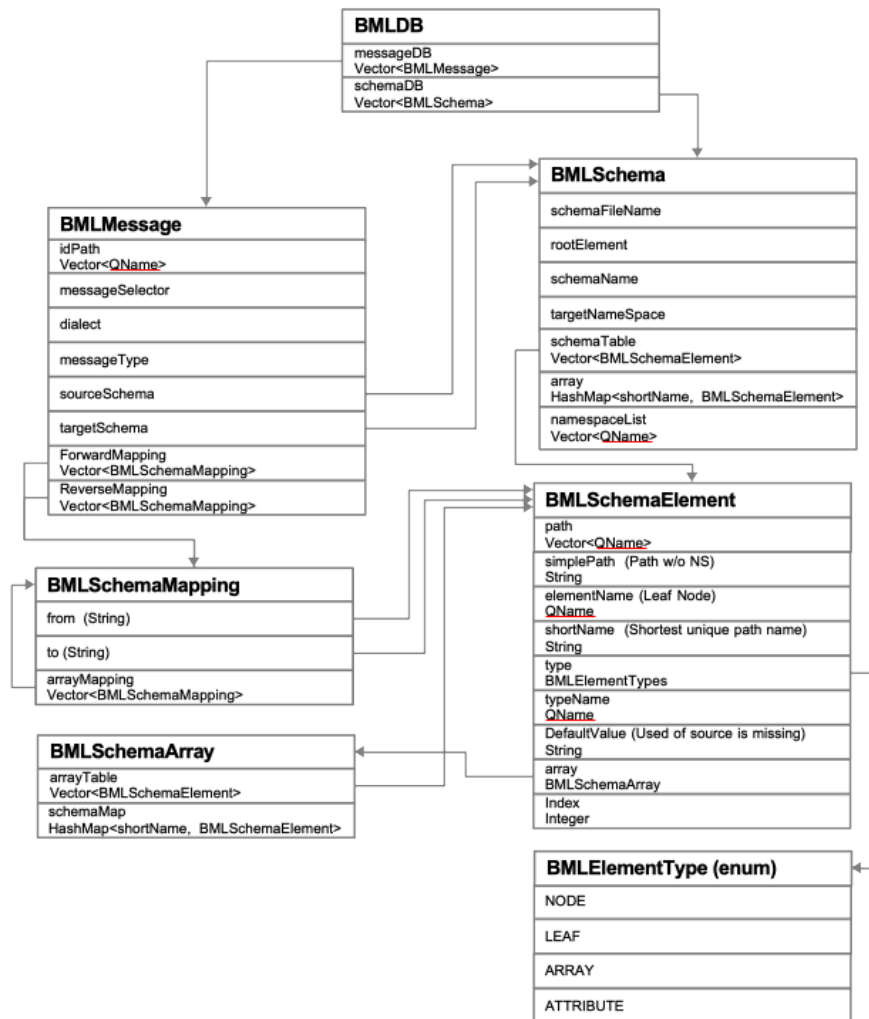 BMLDB
messageDB
Vector<BMLMessage>
schemaDB
Vector<BMLSchema>
BMLSchema
schemaFileName
rootElement
schemaName
targetNameSpace
schemaTable
Vector<BMLSchemaElement>
array
HashMap<shortName, BMLSchemaElement>
namespaceList
Vector<QName>
BMLMessage
idPath
Vector<QName>
messageSelector
dialect
messageType
sourceSchema
targetSchema
ForwardMapping
Vector<BMLSchemaMapping>
ReverseMapping
Vector<BMLSchemaMapping>
BMLSchemaElement
path
Vector<QName>
simplePath (Path w/o NS)
String
elementName (Leaf Node)
QName
shortName (Shortest unique path name)
String
type
BMLElementTypes
typeName
QName
DefaultValue (Used of source is missing)
String
array
BMLSchemaArray
Index
Integer
BMLSchemaMapping
from (String)
to (String)
arrayMapping
Vector<BMLSchemaMapping>
BMLSchemaArray
arrayTable
Vector<BMLSchemaElement>
schemaMap
HashMap<shortName, BMLSchemaElement>
BMLElementType (enum)
NODE
LEAF
ARRAY
ATTRIBUTE